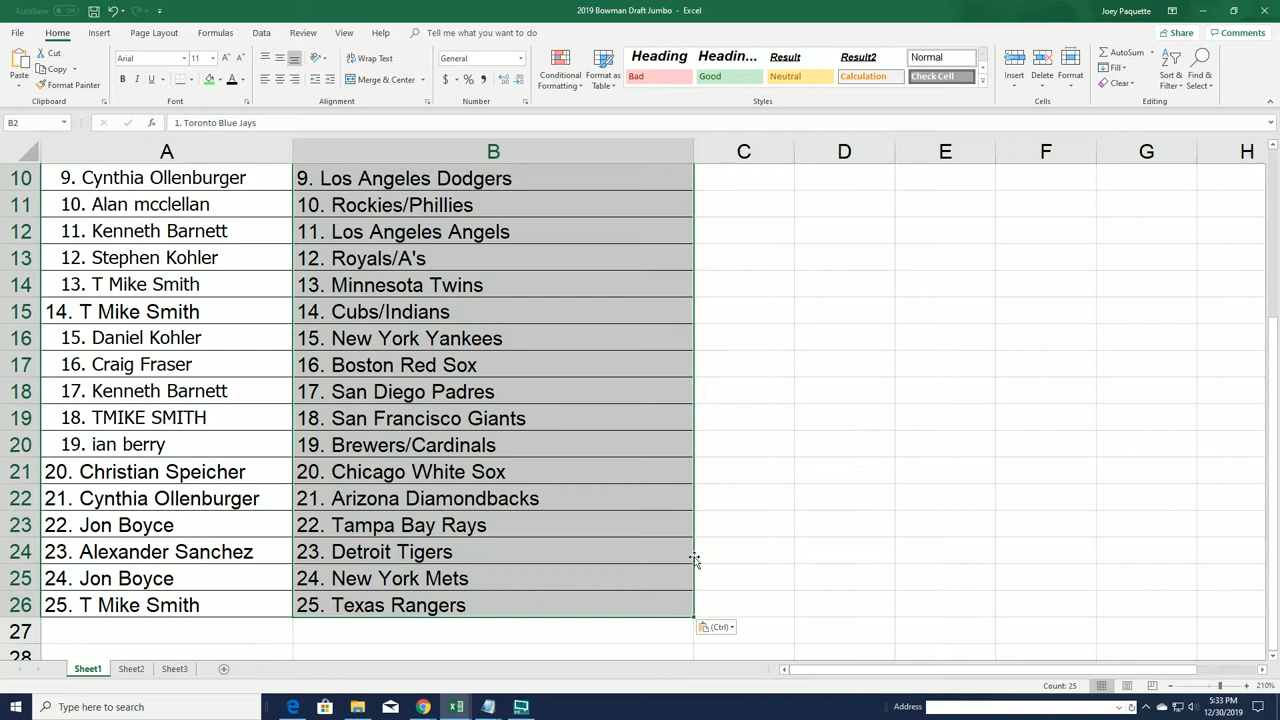 AutoSave Off
2019 Bowman Draft Jumbo - Excel
Joey Paquette
File Home Insert Page Layout Formulas Data Review View Help Tell me what you want to do
Share Comments
Paste
Cut
Copy
Format Painter
Clipboard
Arial 11
B I U
Font
Wrap Text
Merge & Center
Alignment
General
$ % ,
Number
Conditional Formatting
Format as Table
Heading Headin... Result Result2 Normal
Bad Good Neutral Calculation Check Cell
Styles
Insert Delete Format
Cells
AutoSum
Fill
Clear
Sort & Filter
Find & Select
Editing
B2 fx 1. Toronto Blue Jays
A B C D E F G H
10 9. Cynthia Ollenburger 9. Los Angeles Dodgers
11 10. Alan mcclellan 10. Rockies/Phillies
12 11. Kenneth Barnett 11. Los Angeles Angels
13 12. Stephen Kohler 12. Royals/A's
14 13. T Mike Smith 13. Minnesota Twins
15 14. T Mike Smith 14. Cubs/Indians
16 15. Daniel Kohler 15. New York Yankees
17 16. Craig Fraser 16. Boston Red Sox
18 17. Kenneth Barnett 17. San Diego Padres
19 18. TMIKE SMITH 18. San Francisco Giants
20 19. ian berry 19. Brewers/Cardinals
21 20. Christian Speicher 20. Chicago White Sox
22 21. Cynthia Ollenburger 21. Arizona Diamondbacks
23 22. Jon Boyce 22. Tampa Bay Rays
24 23. Alexander Sanchez 23. Detroit Tigers
25 24. Jon Boyce 24. New York Mets
26 25. T Mike Smith 25. Texas Rangers
27
(Ctrl)
28
Sheet1 Sheet2 Sheet3
Count: 25
210%
Type here to search
Address
5:33 PM
12/30/2019